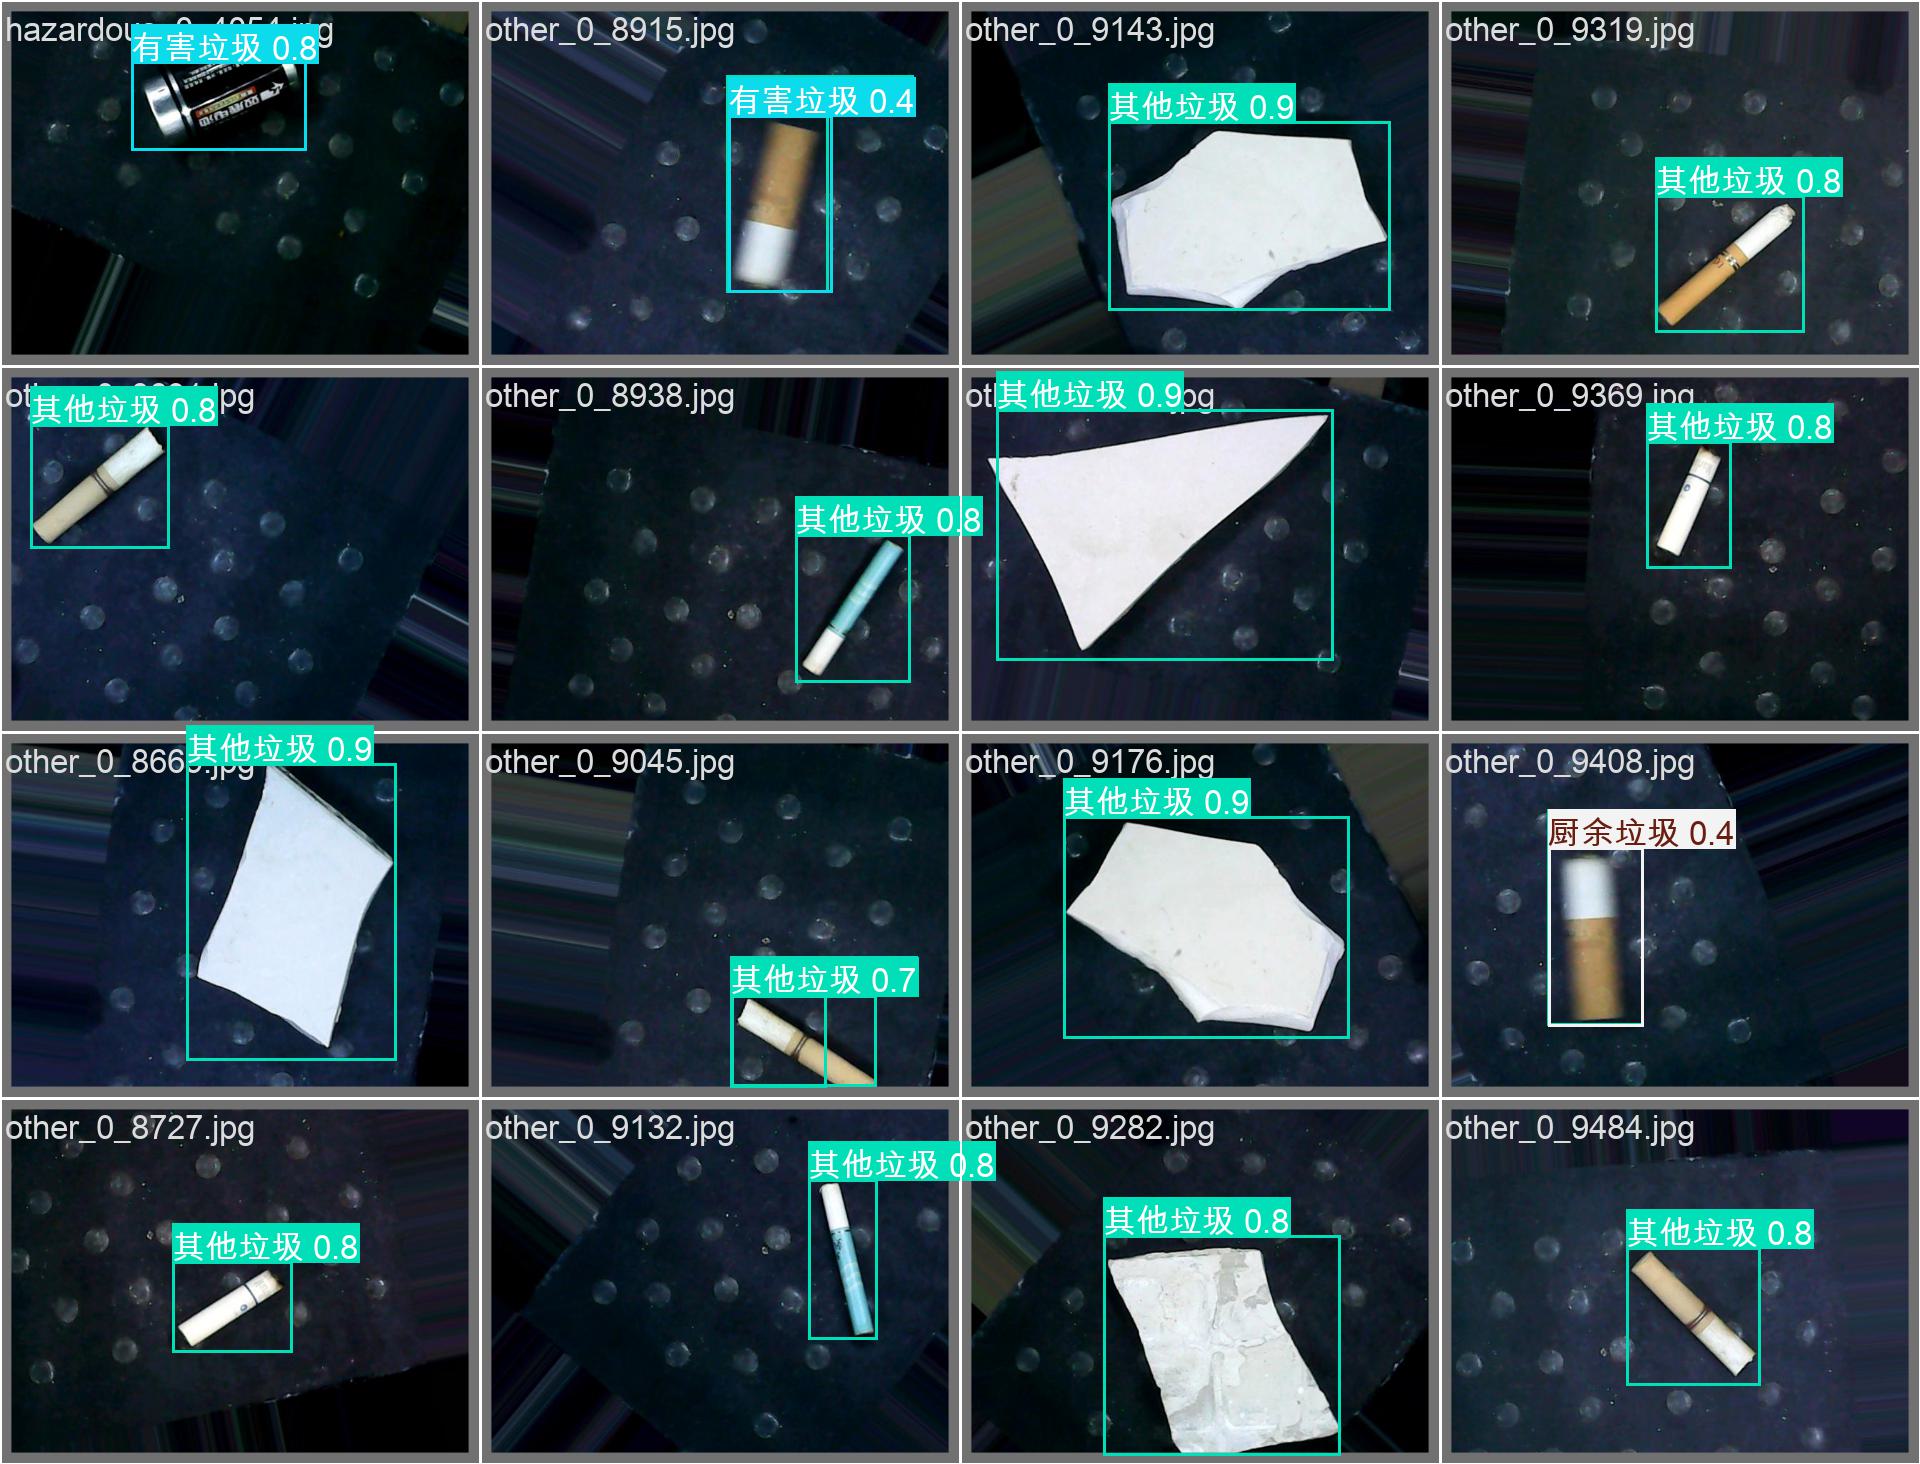 有害垃圾 0.8
other_0_8915.jpg
有害垃圾 0.4
other_0_9143.jpg
其他垃圾 0.9
other_0_9319.jpg
其他垃圾 0.8
其他垃圾 0.8
other_0_8938.jpg
其他垃圾 0.8
其他垃圾 0.9
other_0_9369.jpg
其他垃圾 0.8
其他垃圾 0.9
other_0_9045.jpg
其他垃圾 0.7
other_0_9176.jpg
其他垃圾 0.9
other_0_9408.jpg
厨余垃圾 0.4
other_0_8727.jpg
其他垃圾 0.8
other_0_9132.jpg
其他垃圾 0.8
other_0_9282.jpg
其他垃圾 0.8
other_0_9484.jpg
其他垃圾 0.8